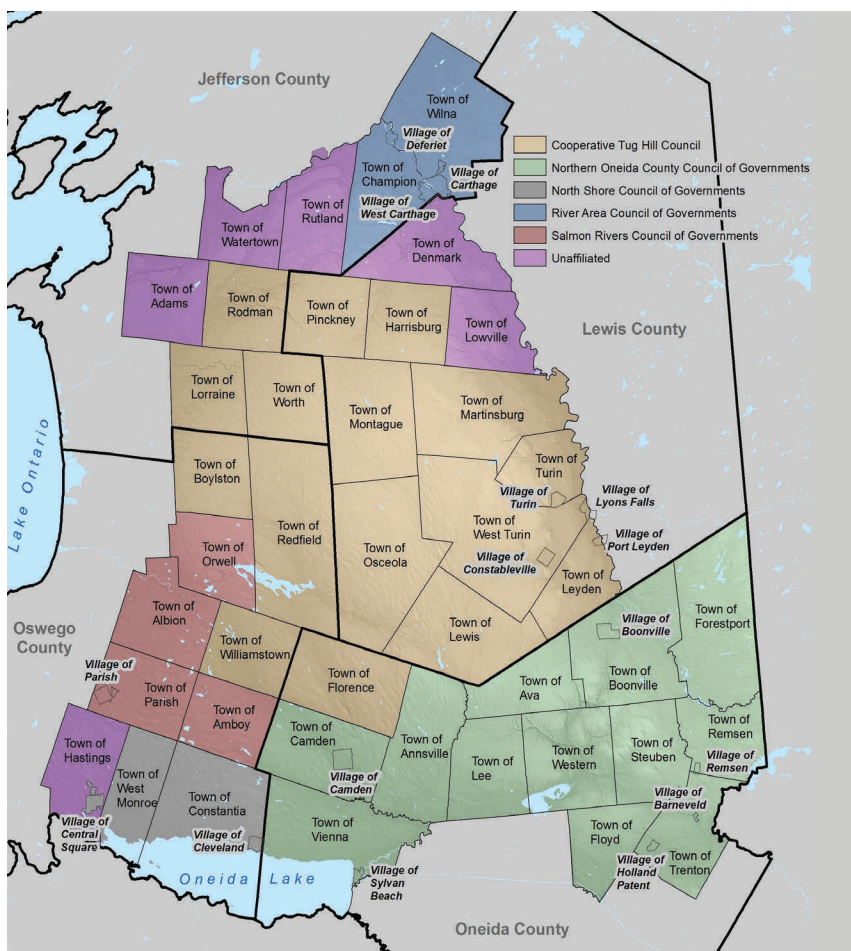 Jefferson County
Town of
Wilna
Village of
Deferiet
Village of
Carthage
Town of
Champion
Village of
West Carthage
Cooperative Tug Hill Council
Northern Oneida County Council of Governments
North Shore Council of Governments
River Area Council of Governments
Salmon Rivers Council of Governments
Unaffiliated
Town of
Rutland
Town of
Watertown
Town of
Denmark
Town of
Adams
Town of
Rodman
Town of
Pinckney
Town of
Harrisburg
Town of
Lowville
Lewis County
Town of
Lorraine
Town of
Worth
Town of
Montague
Town of
Martinsburg
Town of
Turin
Town of
Boylston
Village of
Turin
Village of
Lyons Falls
Lake Ontario
Town of
Redfield
Town of
West Turin
Village of
Port Leyden
Town of
Orwell
Town of
Osceola
Village of
Constableville
Town of
Leyden
Town of
Albion
Oswego
County
Town of
Williamstown
Town of
Lewis
Village of
Boonville
Town of
Forestport
Village of
Parish
Town of
Parish
Town of
Amboy
Town of
Florence
Town of
Ava
Town of
Boonville
Town of
Hastings
Town of
West
Monroe
Town of
Camden
Town of
Annsville
Town of
Lee
Town of
Western
Town of
Steuben
Town of
Remsen
Village of
Remsen
Town of
Constantia
Village of
Camden
Village of
Barneveld
Village of
Central
Square
Village of
Cleveland
Town of
Vienna
Town of
Floyd
Village of
Holland
Patent
Town of
Trenton
Oneida Lake
Village of
Sylvan
Beach
Oneida County